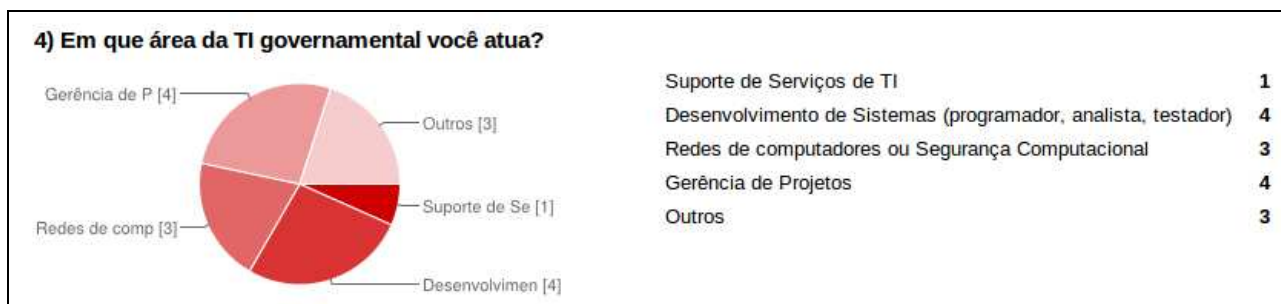 4) Em que área da TI governamental você atua?
Gerência de P [4]
Outros [3]
Suporte de Se [1]
Redes de comp [3]
Desenvolvimen [4]
Suporte de Serviços de TI 1
Desenvolvimento de Sistemas (programador, analista, testador) 4
Redes de computadores ou Segurança Computacional 3
Gerência de Projetos 4
Outros 3